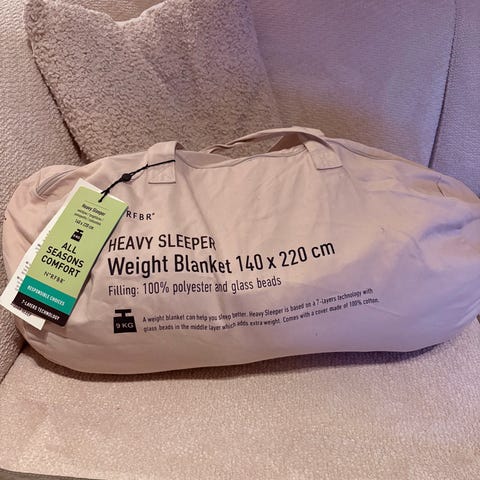 N°RFBR°
HEAVY SLEEPER
Weight Blanket 140 x 220 cm
Filling: 100% polyester and glass beads
9 KG
A weight blanket can help you sleep better. Heavy Sleeper is based on a 7-layers technology with
glass beads in the middle layer which adds extra weight. Comes with a cover made of 100% cotton.
Heavy Sleeper
140 x 220 cm
ALL
SEASONS
COMFORT
N°RFBR°
RESPONSIBLE CHOICES
7-LAYERS TECHNOLOGY